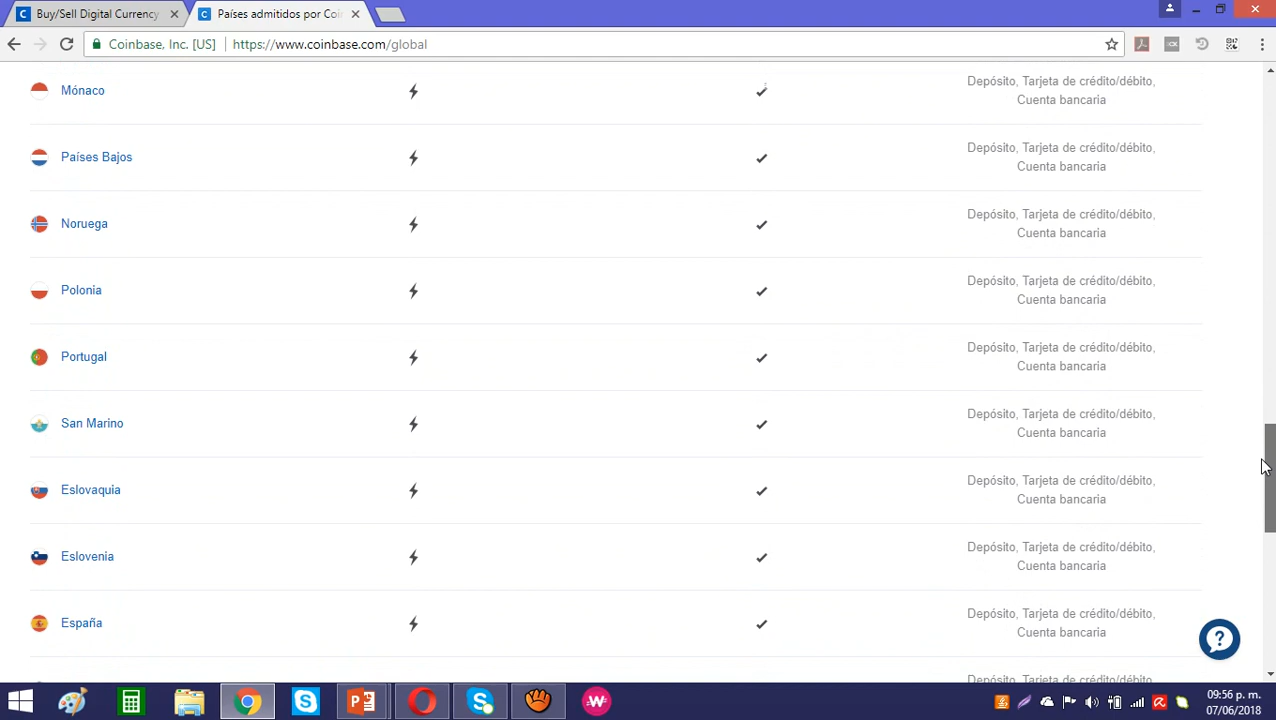 Buy/Sell Digital Currency
Países admitidos por Coi
Coinbase, Inc. [US]
https://www.coinbase.com/global
Mónaco
Depósito, Tarjeta de crédito/débito,
Cuenta bancaria
Países Bajos
Depósito, Tarjeta de crédito/débito,
Cuenta bancaria
Noruega
Depósito, Tarjeta de crédito/débito,
Cuenta bancaria
Polonia
Depósito, Tarjeta de crédito/débito,
Cuenta bancaria
Portugal
Depósito, Tarjeta de crédito/débito,
Cuenta bancaria
San Marino
Depósito, Tarjeta de crédito/débito,
Cuenta bancaria
Eslovaquia
Depósito, Tarjeta de crédito/débito,
Cuenta bancaria
Eslovenia
Depósito, Tarjeta de crédito/débito,
Cuenta bancaria
España
Depósito, Tarjeta de crédito/débito,
Cuenta bancaria
Depósito, Tarjeta de crédito/débito,
09:56 p. m.
07/06/2018